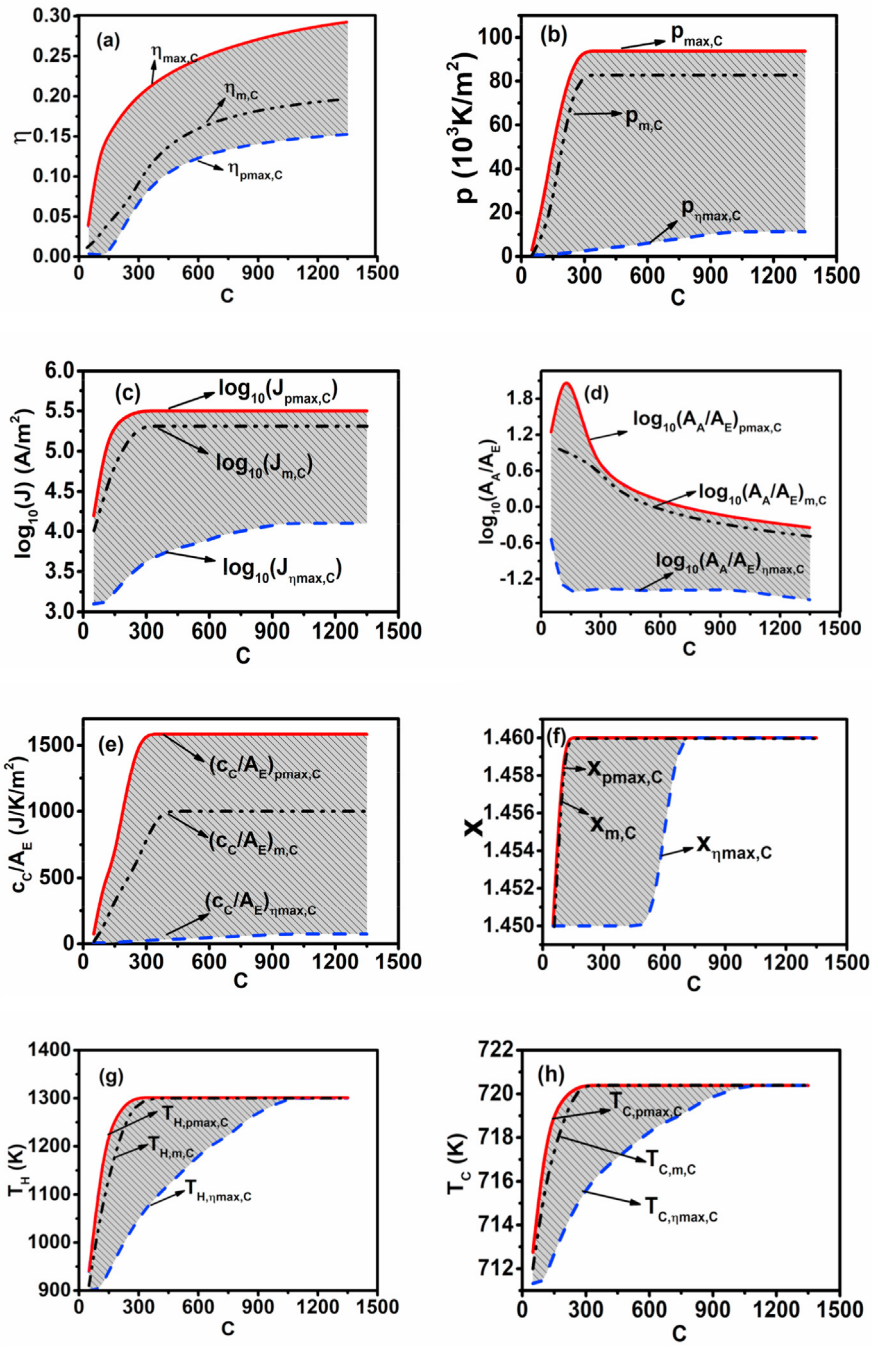 (a)
η
0.30
0.25
0.20
0.15
0.10
0.05
0.00
η_max,C
η_m,C
η_pmax,C
0 300 600 900 1200 1500
C
(b)
p (10³K/m²)
100
80
60
40
20
0
p_max,C
p_m,C
p_ηmax,C
0 300 600 900 1200 1500
C
(c)
log₁₀(J) (A/m²)
6.0
5.5
5.0
4.5
4.0
3.5
3.0
log₁₀(J_pmax,C)
log₁₀(J_m,C)
log₁₀(J_ηmax,C)
0 300 600 900 1200 1500
C
(d)
log₁₀(A_A/A_E)
1.8
1.2
0.6
0.0
-0.6
-1.2
log₁₀(A_A/A_E)_pmax,C
log₁₀(A_A/A_E)_m,C
log₁₀(A_A/A_E)_ηmax,C
0 300 600 900 1200 1500
C
(e)
c_C/A_E (J/K/m²)
1500
1000
500
0
(c_C/A_E)_pmax,C
(c_C/A_E)_m,C
(c_C/A_E)_ηmax,C
0 300 600 900 1200 1500
C
(f)
X
1.460
1.458
1.456
1.454
1.452
1.450
X_pmax,C
X_m,C
X_ηmax,C
0 300 600 900 1200 1500
C
(g)
T_H (K)
1400
1300
1200
1100
1000
900
T_H,pmax,C
T_H,m,C
T_H,ηmax,C
0 300 600 900 1200 1500
C
(h)
T_C (K)
722
720
718
716
714
712
T_C,pmax,C
T_C,m,C
T_C,ηmax,C
0 300 600 900 1200 1500
C